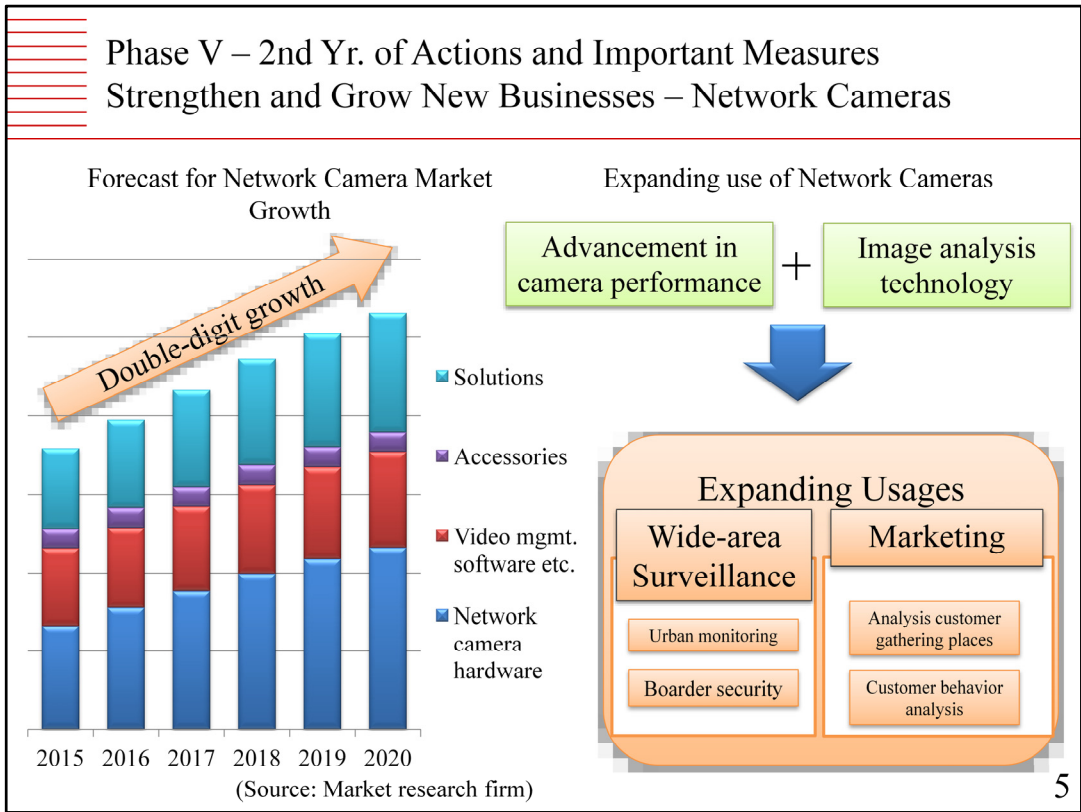 Phase V – 2nd Yr. of Actions and Important Measures
Strengthen and Grow New Businesses – Network Cameras
Forecast for Network Camera Market
Growth
Double-digit growth
Solutions
Accessories
Video mgmt.
software etc.
Network
camera
hardware
2015 2016 2017 2018 2019 2020
(Source: Market research firm)
Expanding use of Network Cameras
Advancement in
camera performance
+
Image analysis
technology
Expanding Usages
Wide-area
Surveillance
Urban monitoring
Boarder security
Marketing
Analysis customer
gathering places
Customer behavior
analysis
5